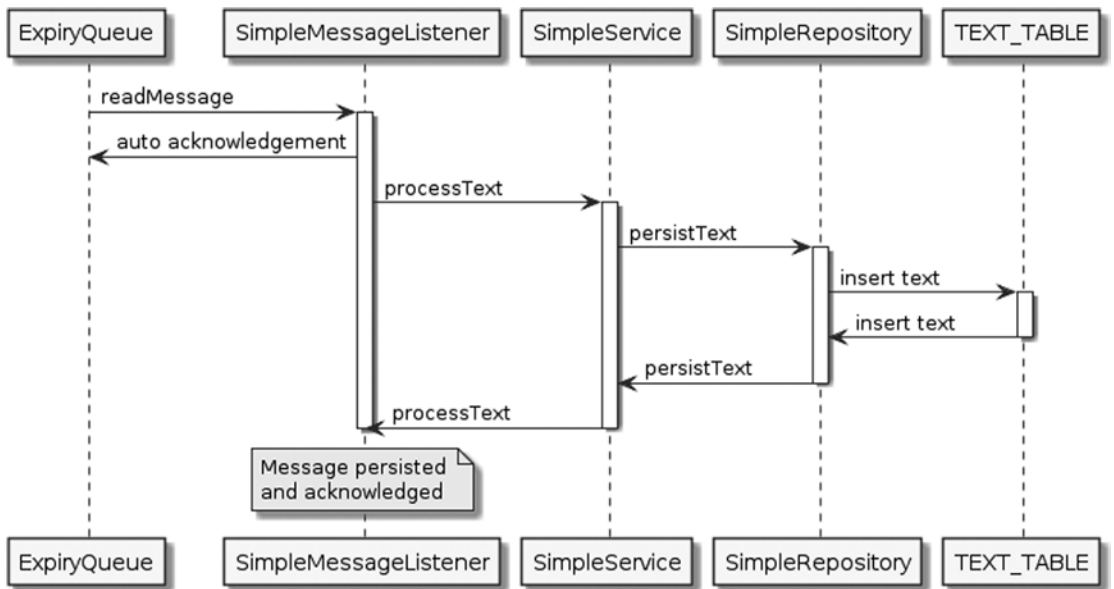 ExpiryQueue SimpleMessageListener SimpleService SimpleRepository TEXT_TABLE
readMessage
auto acknowledgement
processText
persistText
insert text
insert text
persistText
processText
Message persisted
and acknowledged
ExpiryQueue SimpleMessageListener SimpleService SimpleRepository TEXT_TABLE